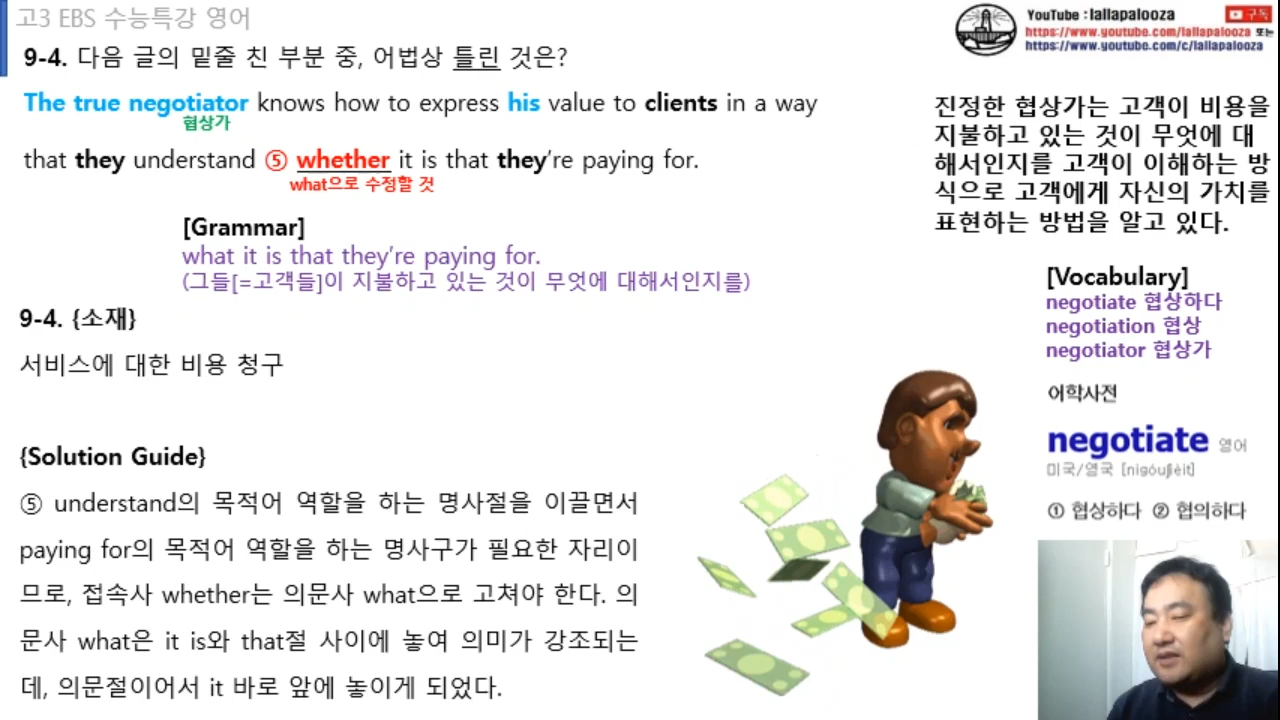 고3 EBS 수능특강 영어
YouTube : lallapalooza
구독
https://www.youtube.com/lallapalooza 또는
https://www.youtube.com/c/lallapalooza
9-4. 다음 글의 밑줄 친 부분 중, 어법상 틀린 것은?
The true negotiator knows how to express his value to clients in a way
협상가
that they understand ⑤ whether it is that they're paying for.
what으로 수정할 것
[Grammar]
what it is that they're paying for.
(그들[=고객들]이 지불하고 있는 것이 무엇에 대해서인지를)
9-4. {소재}
서비스에 대한 비용 청구
{Solution Guide}
⑤ understand의 목적어 역할을 하는 명사절을 이끌면서
paying for의 목적어 역할을 하는 명사구가 필요한 자리이
므로, 접속사 whether는 의문사 what으로 고쳐야 한다. 의
문사 what은 it is와 that절 사이에 놓여 의미가 강조되는
데, 의문절이어서 it 바로 앞에 놓이게 되었다.
진정한 협상가는 고객이 비용을
지불하고 있는 것이 무엇에 대
해서인지를 고객이 이해하는 방
식으로 고객에게 자신의 가치를
표현하는 방법을 알고 있다.
[Vocabulary]
negotiate 협상하다
negotiation 협상
negotiator 협상가
어학사전
negotiate 영어
미국/영국 [nigóuʃièit]
① 협상하다 ② 협의하다